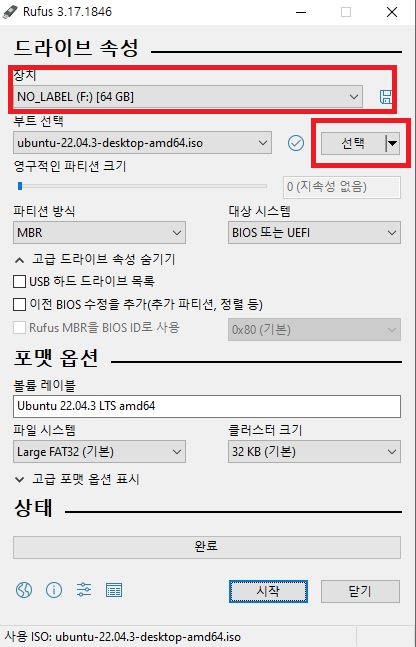 Rufus 3.17.1846
드라이브 속성
장치
NO_LABEL (F:) [64 GB]
부트 선택
ubuntu-22.04.3-desktop-amd64.iso
선택
영구적인 파티션 크기
0 (지속성 없음)
파티션 방식
대상 시스템
MBR
BIOS 또는 UEFI
고급 드라이브 속성 숨기기
USB 하드 드라이브 목록
이전 BIOS 수정을 추가(추가 파티션, 정렬 등)
Rufus MBR을 BIOS ID로 사용
0x80 (기본)
포맷 옵션
볼륨 레이블
Ubuntu 22.04.3 LTS amd64
파일 시스템
클러스터 크기
Large FAT32 (기본)
32 KB (기본)
고급 포맷 옵션 표시
상태
완료
시작
닫기
사용 ISO: ubuntu-22.04.3-desktop-amd64.iso